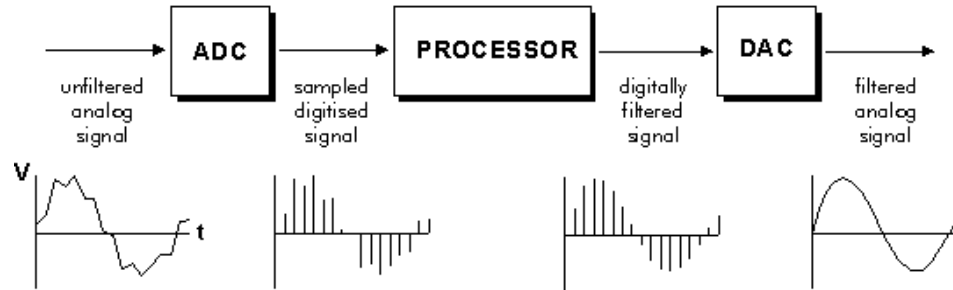 ADC
PROCESSOR
DAC
unfiltered
analog
signal
sampled
digitised
signal
digitally
filtered
signal
filtered
analog
signal
V
t